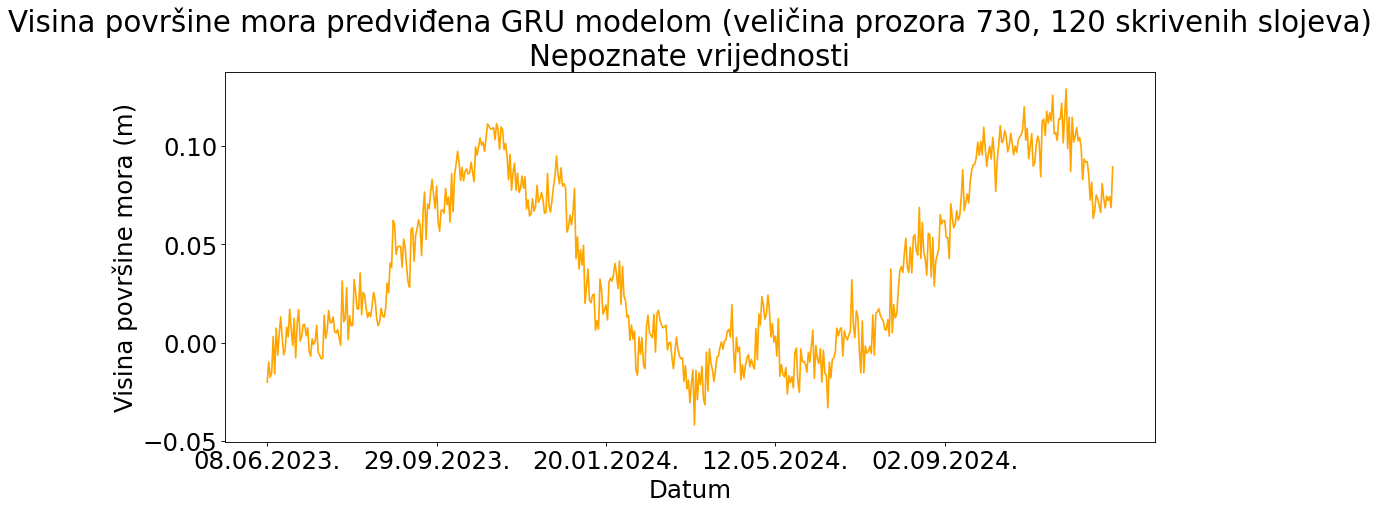 Visina površine mora predviđena GRU modelom (veličina prozora 730, 120 skrivenih slojeva)
Nepoznate vrijednosti
Visina površine mora (m)
0.10
0.05
0.00
−0.05
08.06.2023. 29.09.2023. 20.01.2024. 12.05.2024. 02.09.2024.
Datum